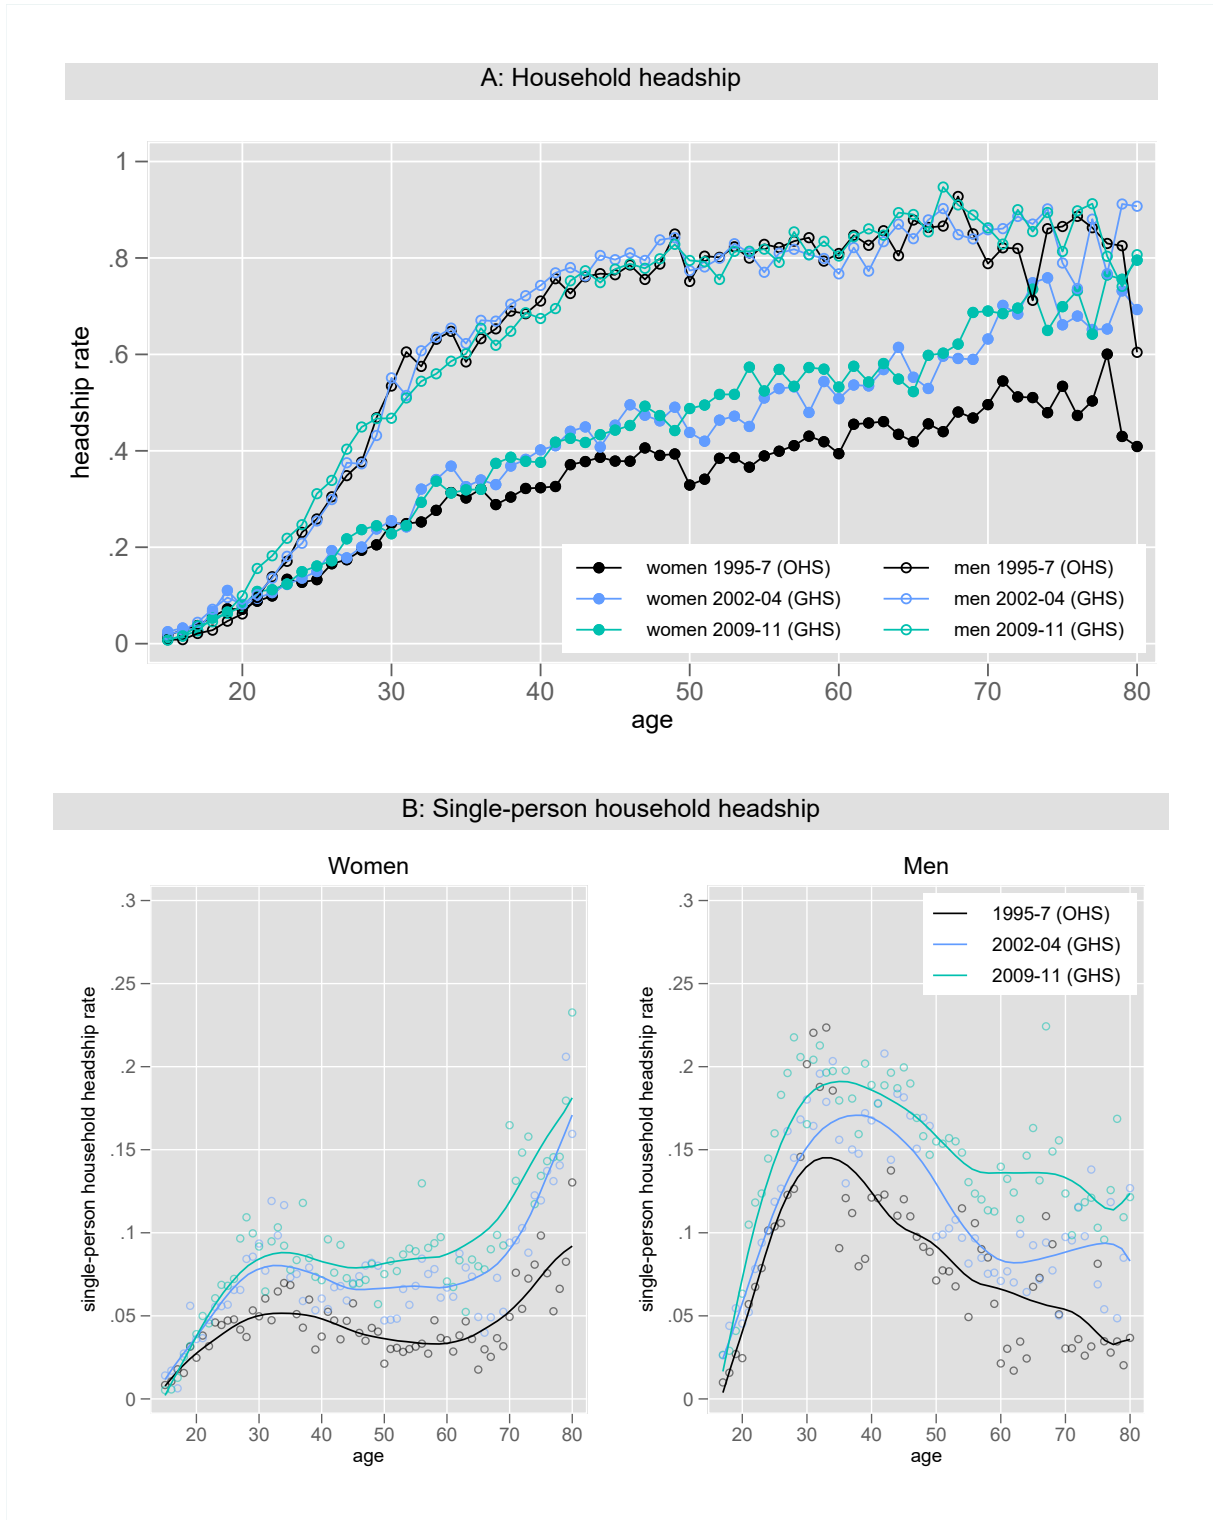 A: Household headship
1
.8
.6
.4
.2
0
headship rate
20 30 40 50 60 70 80
age
women 1995-7 (OHS) men 1995-7 (OHS)
women 2002-04 (GHS) men 2002-04 (GHS)
women 2009-11 (GHS) men 2009-11 (GHS)
B: Single-person household headship
Women
.3
.25
.2
.15
.1
.05
0
single-person household headship rate
20 30 40 50 60 70 80
age
Men
.3
.25
.2
.15
.1
.05
0
single-person household headship rate
20 30 40 50 60 70 80
age
1995-7 (OHS)
2002-04 (GHS)
2009-11 (GHS)